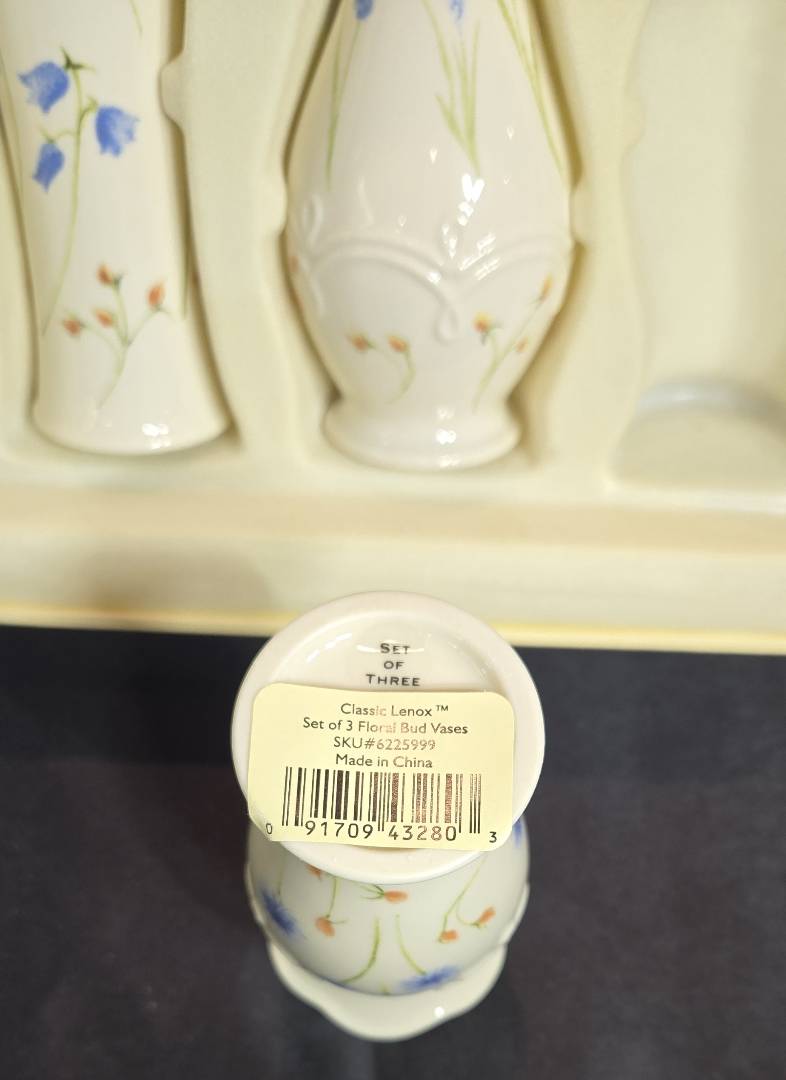 SET
OF
THREE
Classic Lenox™
Set of 3 Floral Bud Vases
SKU#6225999
Made in China
0 91709 43280 3